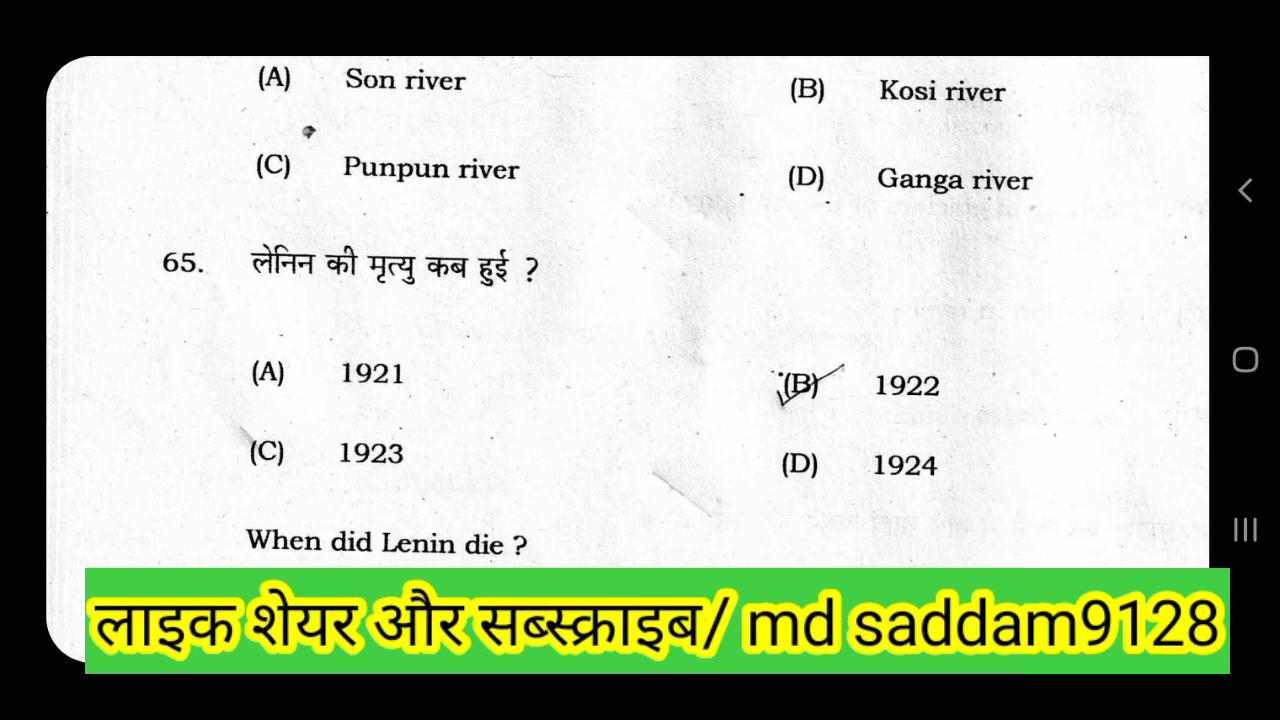 (A) Son river (B) Kosi river
(C) Punpun river (D) Ganga river
65. लेनिन की मृत्यु कब हुई ?
(A) 1921 (B) 1922
(C) 1923 (D) 1924
When did Lenin die ?
लाइक शेयर और सब्स्क्राइब/ md saddam9128